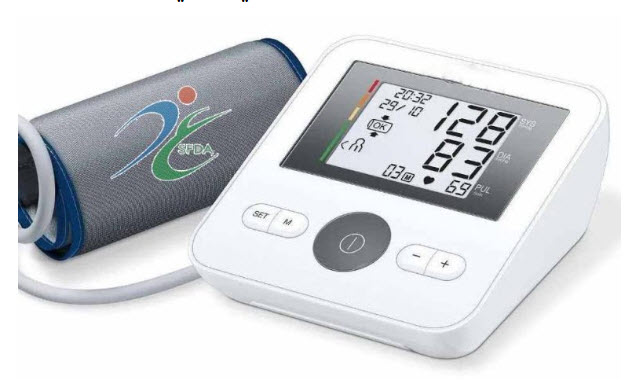 SFDA
20:32
29/10
OK
03 M
128 SYS
83 DIA
69 PUL
SET
M
- +